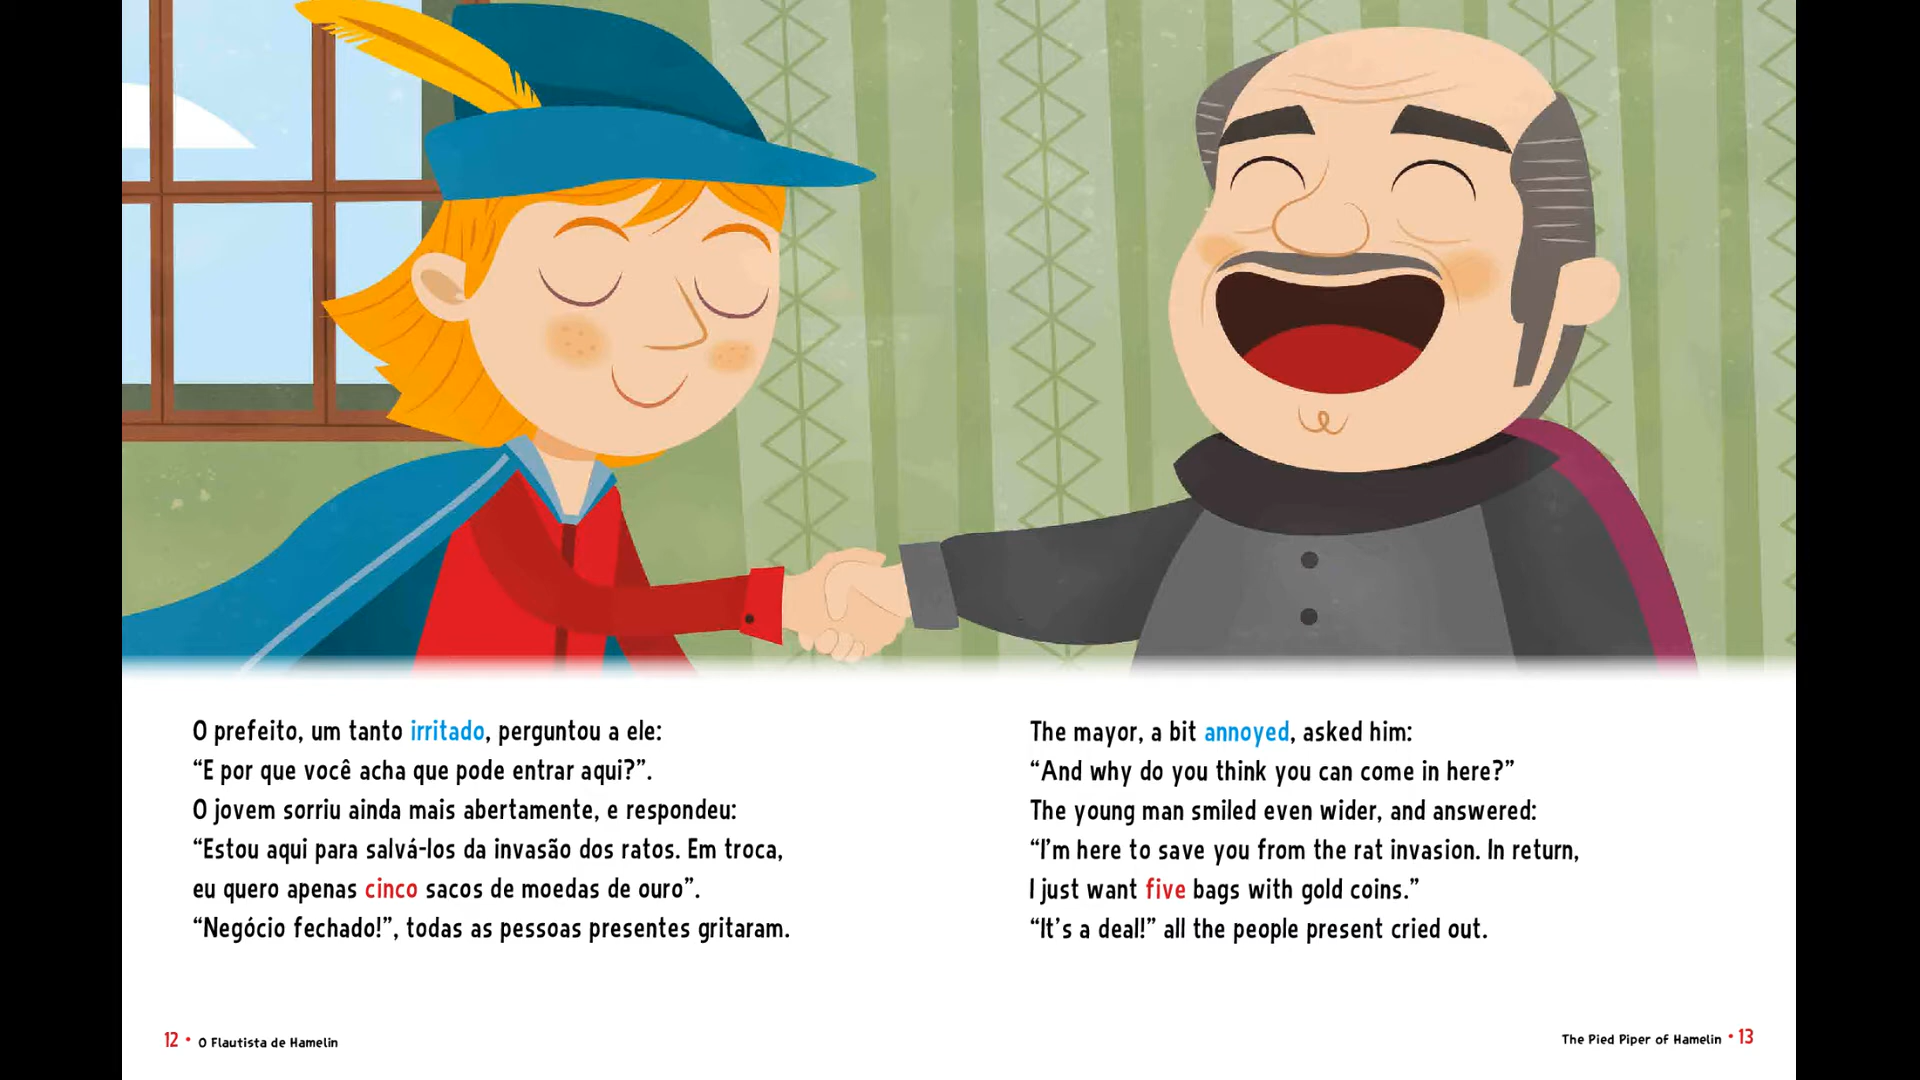 O prefeito, um tanto irritado, perguntou a ele:
“E por que você acha que pode entrar aqui?”.
O jovem sorriu ainda mais abertamente, e respondeu:
“Estou aqui para salvá-los da invasão dos ratos. Em troca,
eu quero apenas cinco sacos de moedas de ouro”.
“Negócio fechado!”, todas as pessoas presentes gritaram.
The mayor, a bit annoyed, asked him:
“And why do you think you can come in here?”
The young man smiled even wider, and answered:
“I’m here to save you from the rat invasion. In return,
I just want five bags with gold coins.”
“It’s a deal!” all the people present cried out.
12 • O Flautista de Hamelin
The Pied Piper of Hamelin • 13